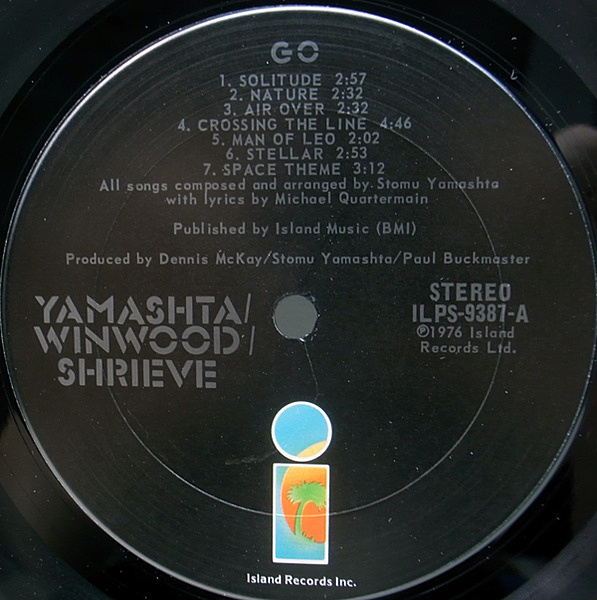 GO
1. SOLITUDE 2:57
2. NATURE 2:32
3. AIR OVER 2:32
4. CROSSING THE LINE 4:46
5. MAN OF LEO 2:02
6. STELLAR 2:53
7. SPACE THEME 3:12
All songs composed and arranged by Stomu Yamashta
with lyrics by Michael Quartermain
Published by Island Music (BMI)
Produced by Dennis McKay/Stomu Yamashta/Paul Buckmaster
YAMASHTA/
WINWOOD/
SHRIEVE
STEREO
ILPS-9387-A
℗1976 Island
Records Ltd.
Island Records Inc.